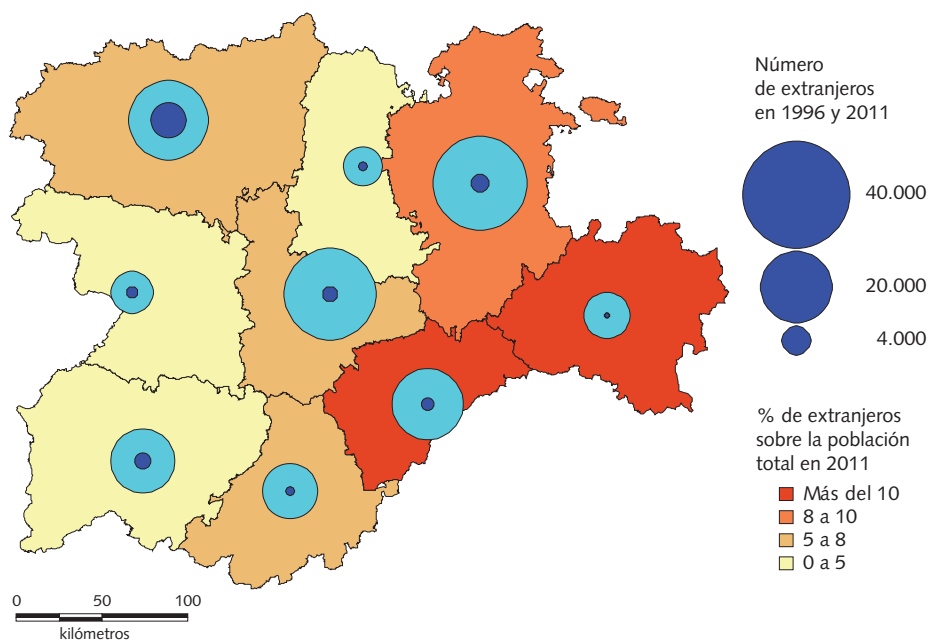 Número
de extranjeros
en 1996 y 2011
40.000
20.000
4.000
% de extranjeros
sobre la población
total en 2011
Más del 10
8 a 10
5 a 8
0 a 5
0 50 100
kilómetros